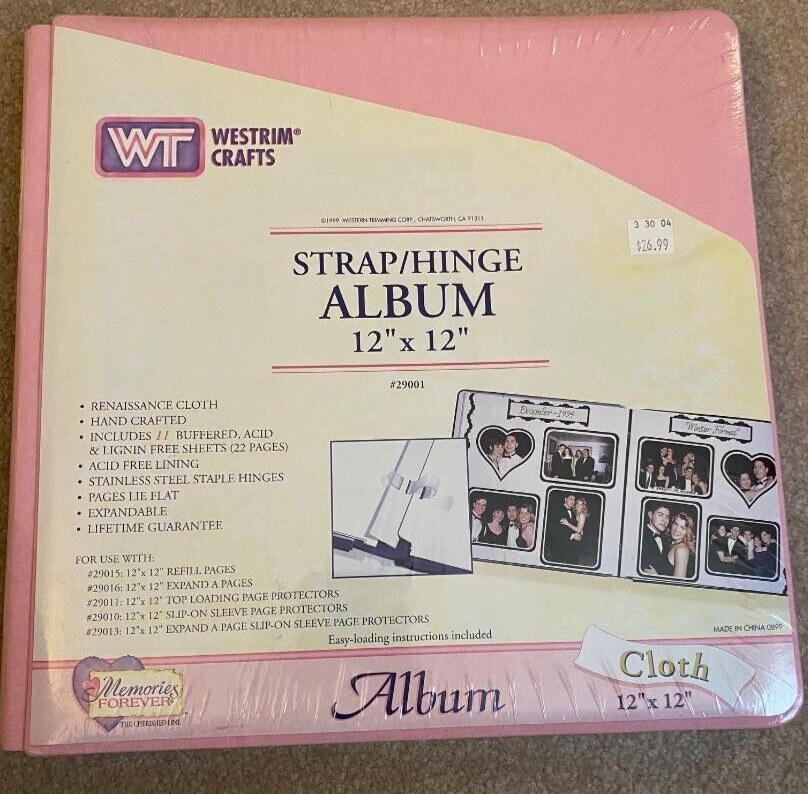 WT WESTRIM®
CRAFTS
©1999 WESTERN TRIMMING CORP., CHATSWORTH, CA 91311
3 30 04
$26.99
STRAP/HINGE
ALBUM
12" x 12"
#29001
• RENAISSANCE CLOTH
• HAND CRAFTED
• INCLUDES 11 BUFFERED, ACID
& LIGNIN FREE SHEETS (22 PAGES)
• ACID FREE LINING
• STAINLESS STEEL STAPLE HINGES
• PAGES LIE FLAT
• EXPANDABLE
• LIFETIME GUARANTEE
December-1994
Winter Formal
FOR USE WITH:
#29015: 12"x 12" REFILL PAGES
#29016: 12"x 12" EXPAND A PAGES
#29011: 12"x 12" TOP LOADING PAGE PROTECTORS
#29010: 12"x 12" SLIP-ON SLEEVE PAGE PROTECTORS
#29013: 12"x 12" EXPAND A PAGE SLIP-ON SLEEVE PAGE PROTECTORS
Easy-loading instructions included
MADE IN CHINA 0899
Memories
FOREVER
THE CHERISHED LINE
Album
Cloth
12" x 12"